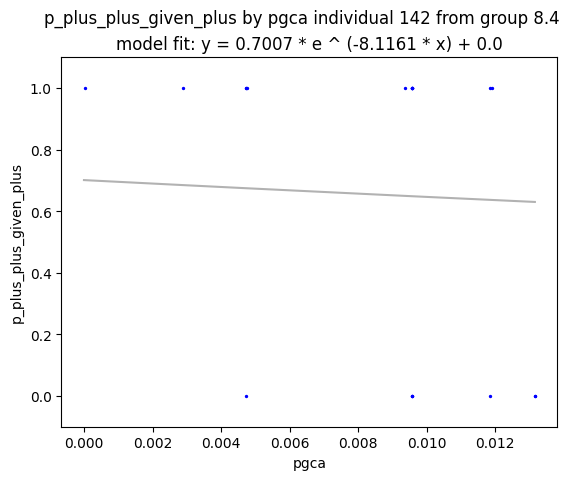 p_plus_plus_given_plus by pgca individual 142 from group 8.4
model fit: y = 0.7007 * e ^ (-8.1161 * x) + 0.0
1.0
0.8
0.6
0.4
0.2
0.0
p_plus_plus_given_plus
0.000 0.002 0.004 0.006 0.008 0.010 0.012
pgca